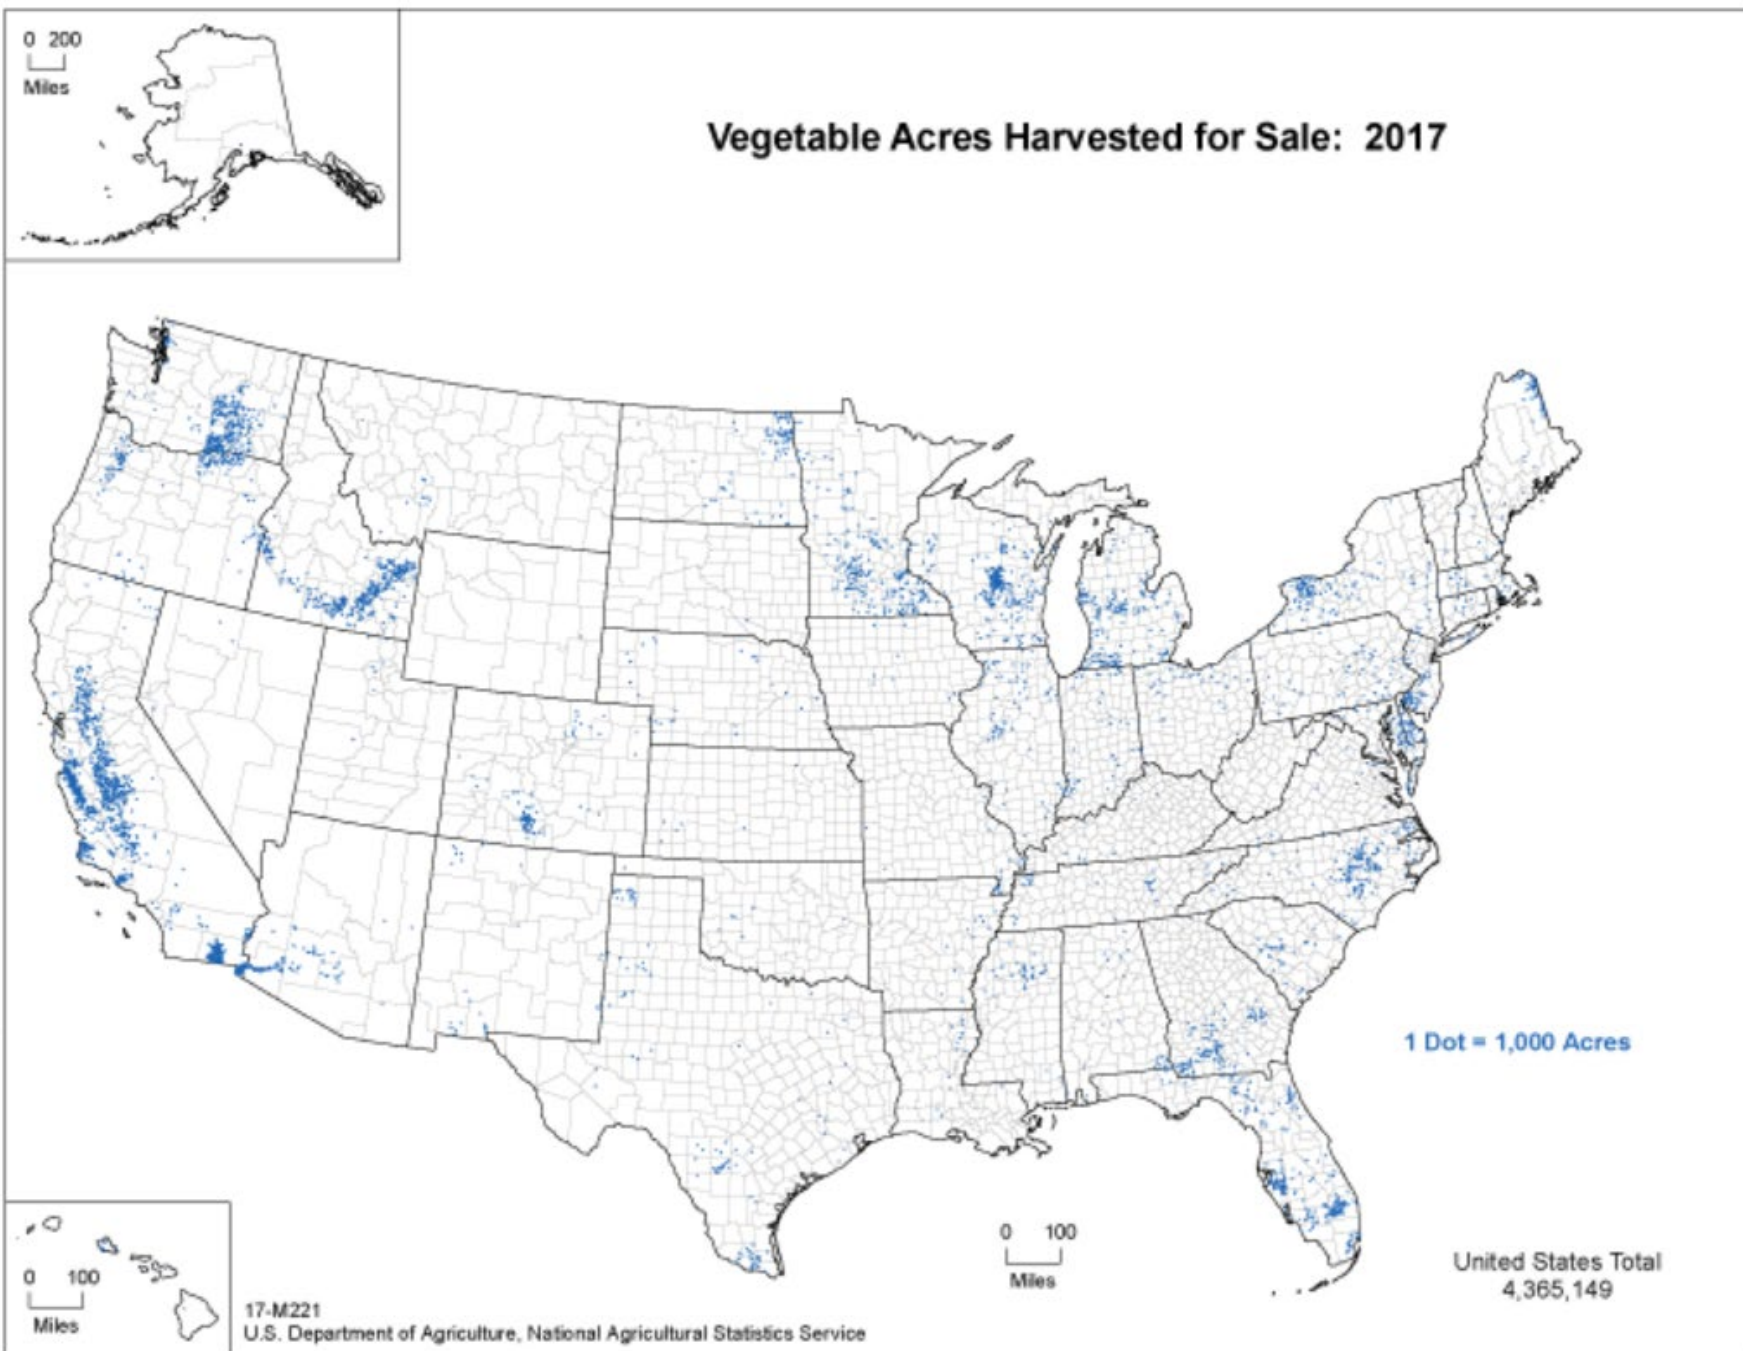 0 200
Miles
Vegetable Acres Harvested for Sale: 2017
1 Dot = 1,000 Acres
0 100
Miles
United States Total
4,365,149
0 100
Miles
17-M221
U.S. Department of Agriculture, National Agricultural Statistics Service